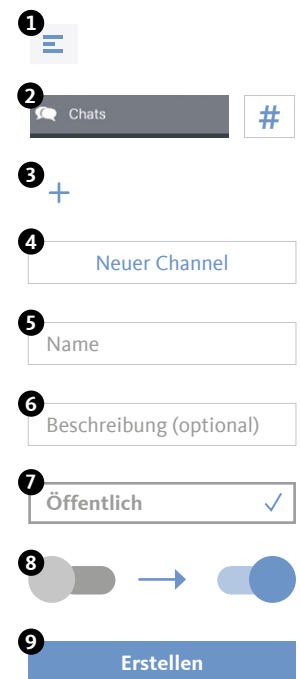 1
2
Chats #
3
+
4
Neuer Channel
5
Name
6
Beschreibung (optional)
7
Öffentlich ✓
8
9
Erstellen